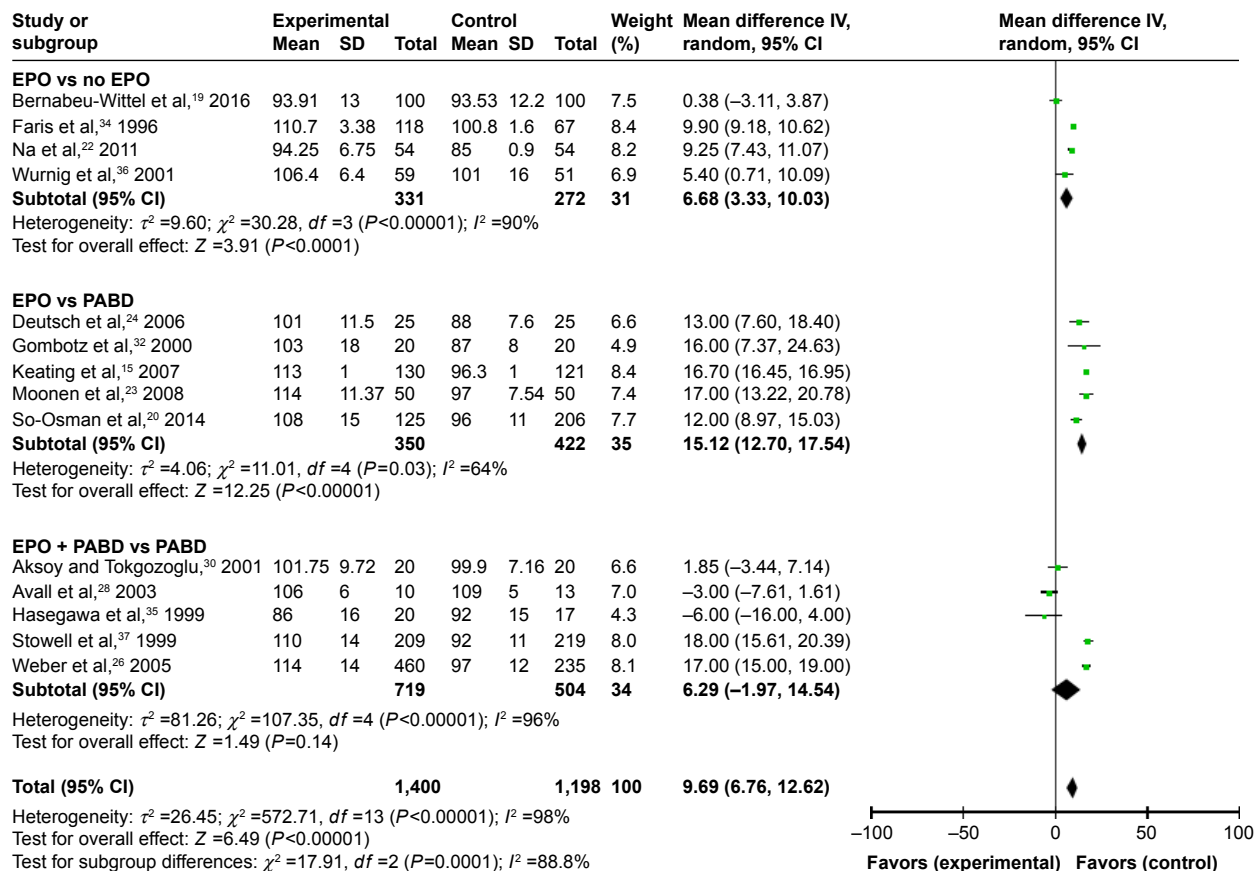 Study or subgroup Experimental Control Weight (%) Mean difference IV, random, 95% CI Mean difference IV, random, 95% CI
Mean SD Total Mean SD Total
EPO vs no EPO
Bernabeu-Wittel et al,19 2016 93.91 13 100 93.53 12.2 100 7.5 0.38 (–3.11, 3.87)
Faris et al,34 1996 110.7 3.38 118 100.8 1.6 67 8.4 9.90 (9.18, 10.62)
Na et al,22 2011 94.25 6.75 54 85 0.9 54 8.2 9.25 (7.43, 11.07)
Wurnig et al,36 2001 106.4 6.4 59 101 16 51 6.9 5.40 (0.71, 10.09)
Subtotal (95% CI) 331 272 31 6.68 (3.33, 10.03)
Heterogeneity: τ2 =9.60; χ2 =30.28, df =3 (P<0.00001); I2 =90%
Test for overall effect: Z =3.91 (P<0.0001)
EPO vs PABD
Deutsch et al,24 2006 101 11.5 25 88 7.6 25 6.6 13.00 (7.60, 18.40)
Gombotz et al,32 2000 103 18 20 87 8 20 4.9 16.00 (7.37, 24.63)
Keating et al,15 2007 113 1 130 96.3 1 121 8.4 16.70 (16.45, 16.95)
Moonen et al,23 2008 114 11.37 50 97 7.54 50 7.4 17.00 (13.22, 20.78)
So-Osman et al,20 2014 108 15 125 96 11 206 7.7 12.00 (8.97, 15.03)
Subtotal (95% CI) 350 422 35 15.12 (12.70, 17.54)
Heterogeneity: τ2 =4.06; χ2 =11.01, df =4 (P=0.03); I2 =64%
Test for overall effect: Z =12.25 (P<0.00001)
EPO + PABD vs PABD
Aksoy and Tokgozoglu,30 2001 101.75 9.72 20 99.9 7.16 20 6.6 1.85 (–3.44, 7.14)
Avall et al,28 2003 106 6 10 109 5 13 7.0 –3.00 (–7.61, 1.61)
Hasegawa et al,35 1999 86 16 20 92 15 17 4.3 –6.00 (–16.00, 4.00)
Stowell et al,37 1999 110 14 209 92 11 219 8.0 18.00 (15.61, 20.39)
Weber et al,26 2005 114 14 460 97 12 235 8.1 17.00 (15.00, 19.00)
Subtotal (95% CI) 719 504 34 6.29 (–1.97, 14.54)
Heterogeneity: τ2 =81.26; χ2 =107.35, df =4 (P<0.00001); I2 =96%
Test for overall effect: Z =1.49 (P=0.14)
Total (95% CI) 1,400 1,198 100 9.69 (6.76, 12.62)
Heterogeneity: τ2 =26.45; χ2 =572.71, df =13 (P<0.00001); I2 =98%
Test for overall effect: Z =6.49 (P<0.00001)
Test for subgroup differences: χ2 =17.91, df =2 (P=0.0001); I2 =88.8%
–100 –50 0 50 100
Favors (experimental) Favors (control)